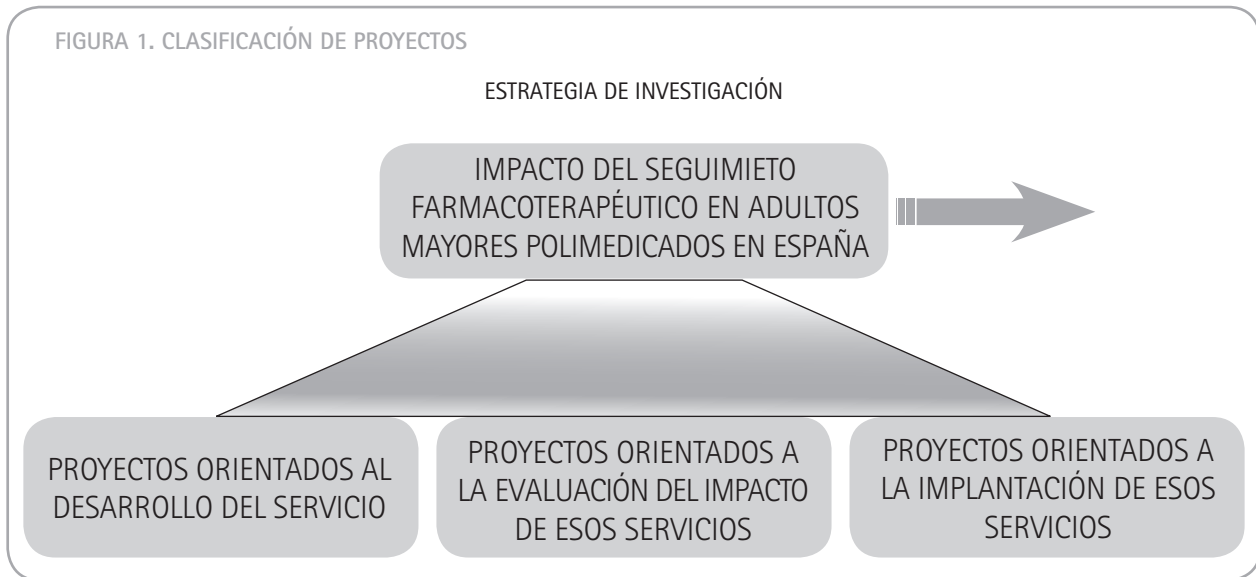 FIGURA 1. CLASIFICACIÓN DE PROYECTOS
ESTRATEGIA DE INVESTIGACIÓN
IMPACTO DEL SEGUIMIETO
FARMACOTERAPÉUTICO EN ADULTOS
MAYORES POLIMEDICADOS EN ESPAÑA
PROYECTOS ORIENTADOS AL
DESARROLLO DEL SERVICIO
PROYECTOS ORIENTADOS A
LA EVALUACIÓN DEL IMPACTO
DE ESOS SERVICIOS
PROYECTOS ORIENTADOS A
LA IMPLANTACIÓN DE ESOS
SERVICIOS